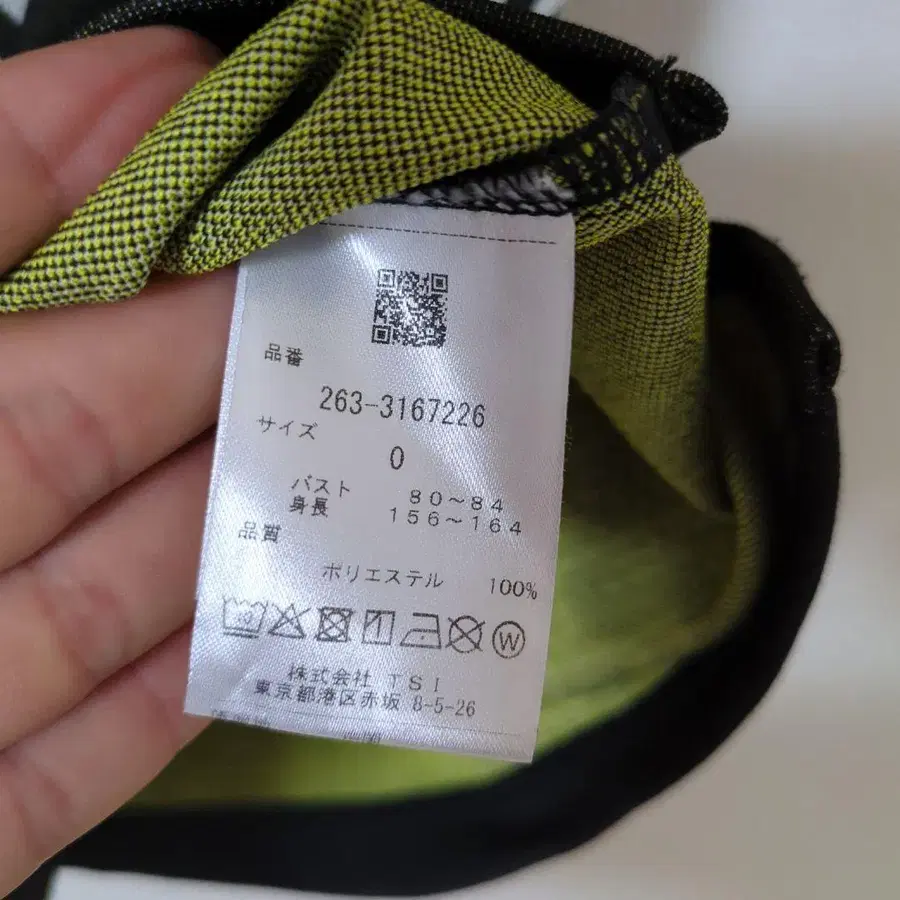 品番
263-3167226
サイズ
0
バスト 80～84
身長 156～164
品質
ポリエステル 100%
W
株式会社 TSI
東京都港区赤坂 8-5-26